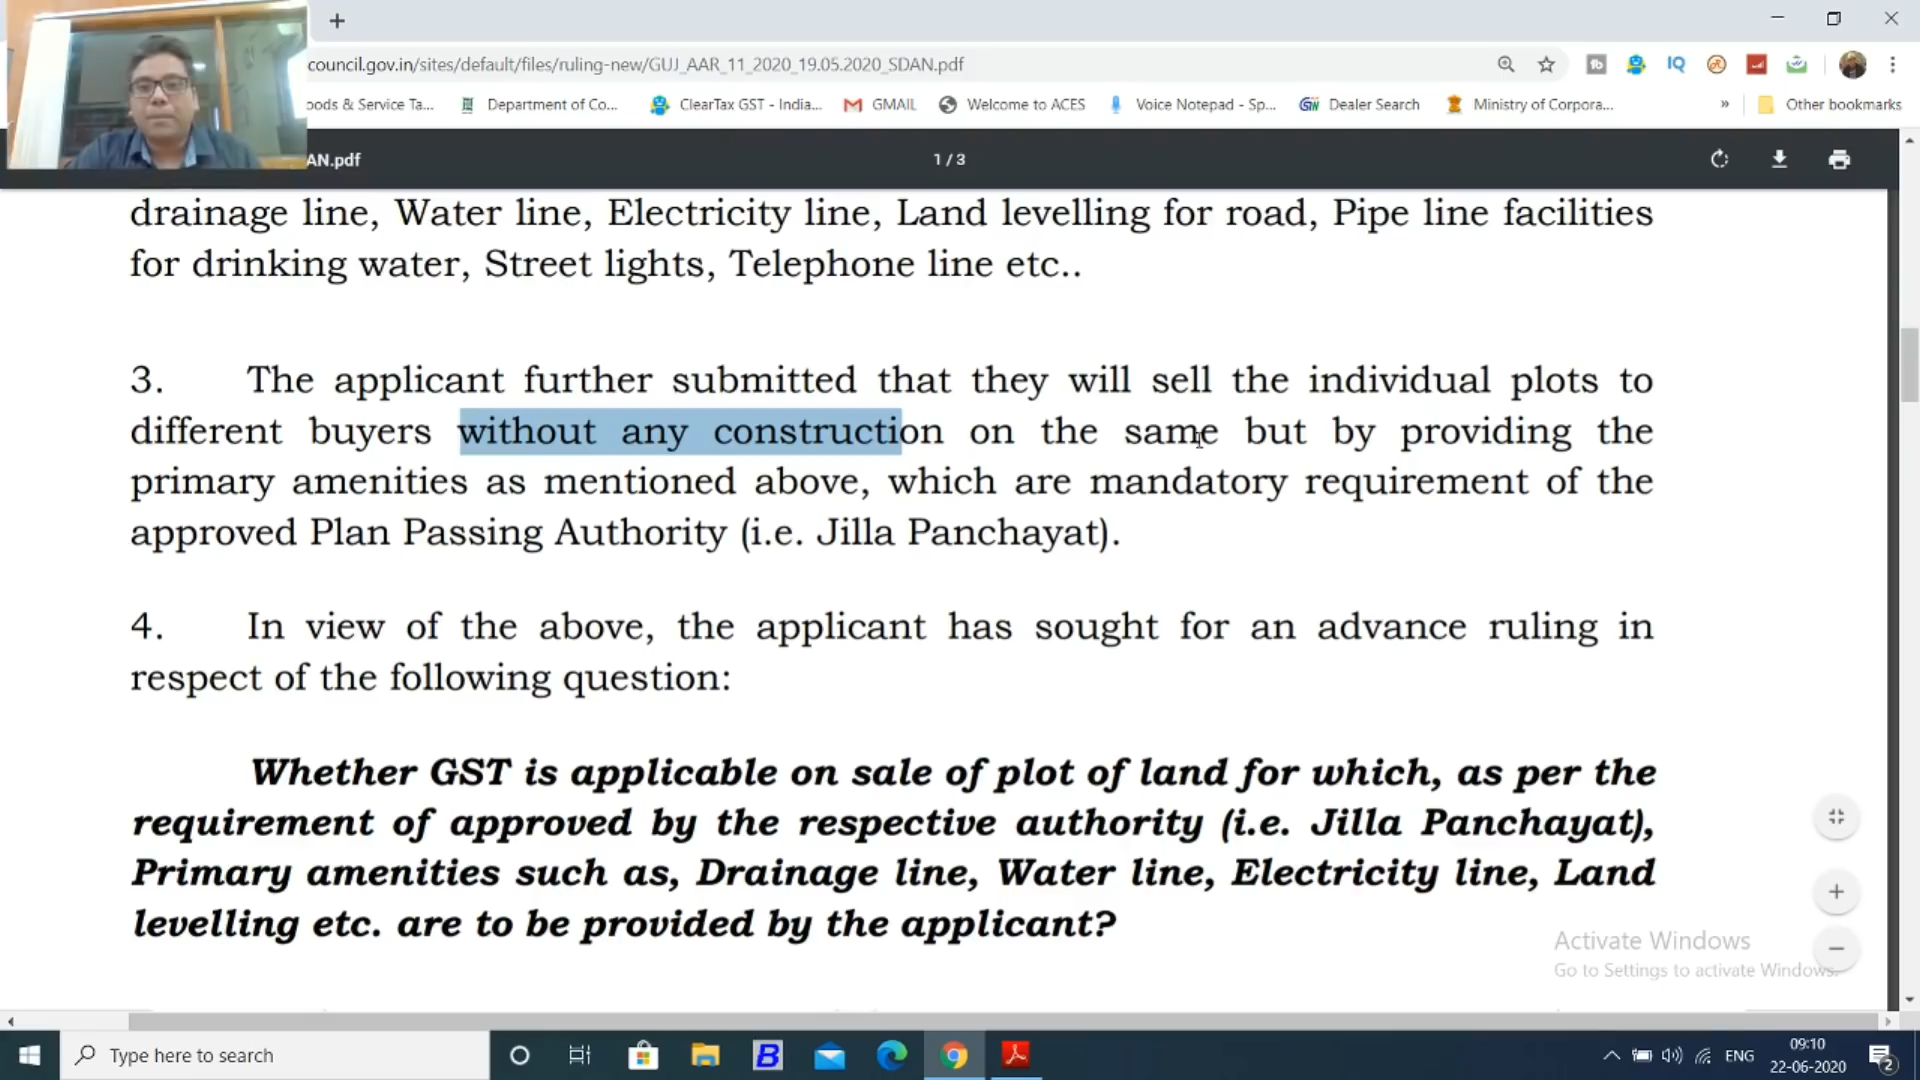 council.gov.in/sites/default/files/ruling-new/GUJ_AAR_11_2020_19.05.2020_SDAN.pdf
oods & Service Ta...
Department of Co...
ClearTax GST - India...
GMAIL
Welcome to ACES
Voice Notepad - Sp...
Dealer Search
Ministry of Corpora...
»
Other bookmarks
AN.pdf
1 / 3
drainage line, Water line, Electricity line, Land levelling for road, Pipe line facilities
for drinking water, Street lights, Telephone line etc..
3. The applicant further submitted that they will sell the individual plots to
different buyers without any construction on the same but by providing the
primary amenities as mentioned above, which are mandatory requirement of the
approved Plan Passing Authority (i.e. Jilla Panchayat).
4. In view of the above, the applicant has sought for an advance ruling in
respect of the following question:
Whether GST is applicable on sale of plot of land for which, as per the
requirement of approved by the respective authority (i.e. Jilla Panchayat),
Primary amenities such as, Drainage line, Water line, Electricity line, Land
levelling etc. are to be provided by the applicant?
Activate Windows
Go to Settings to activate Windows.
Type here to search
ENG
09:10
22-06-2020
2